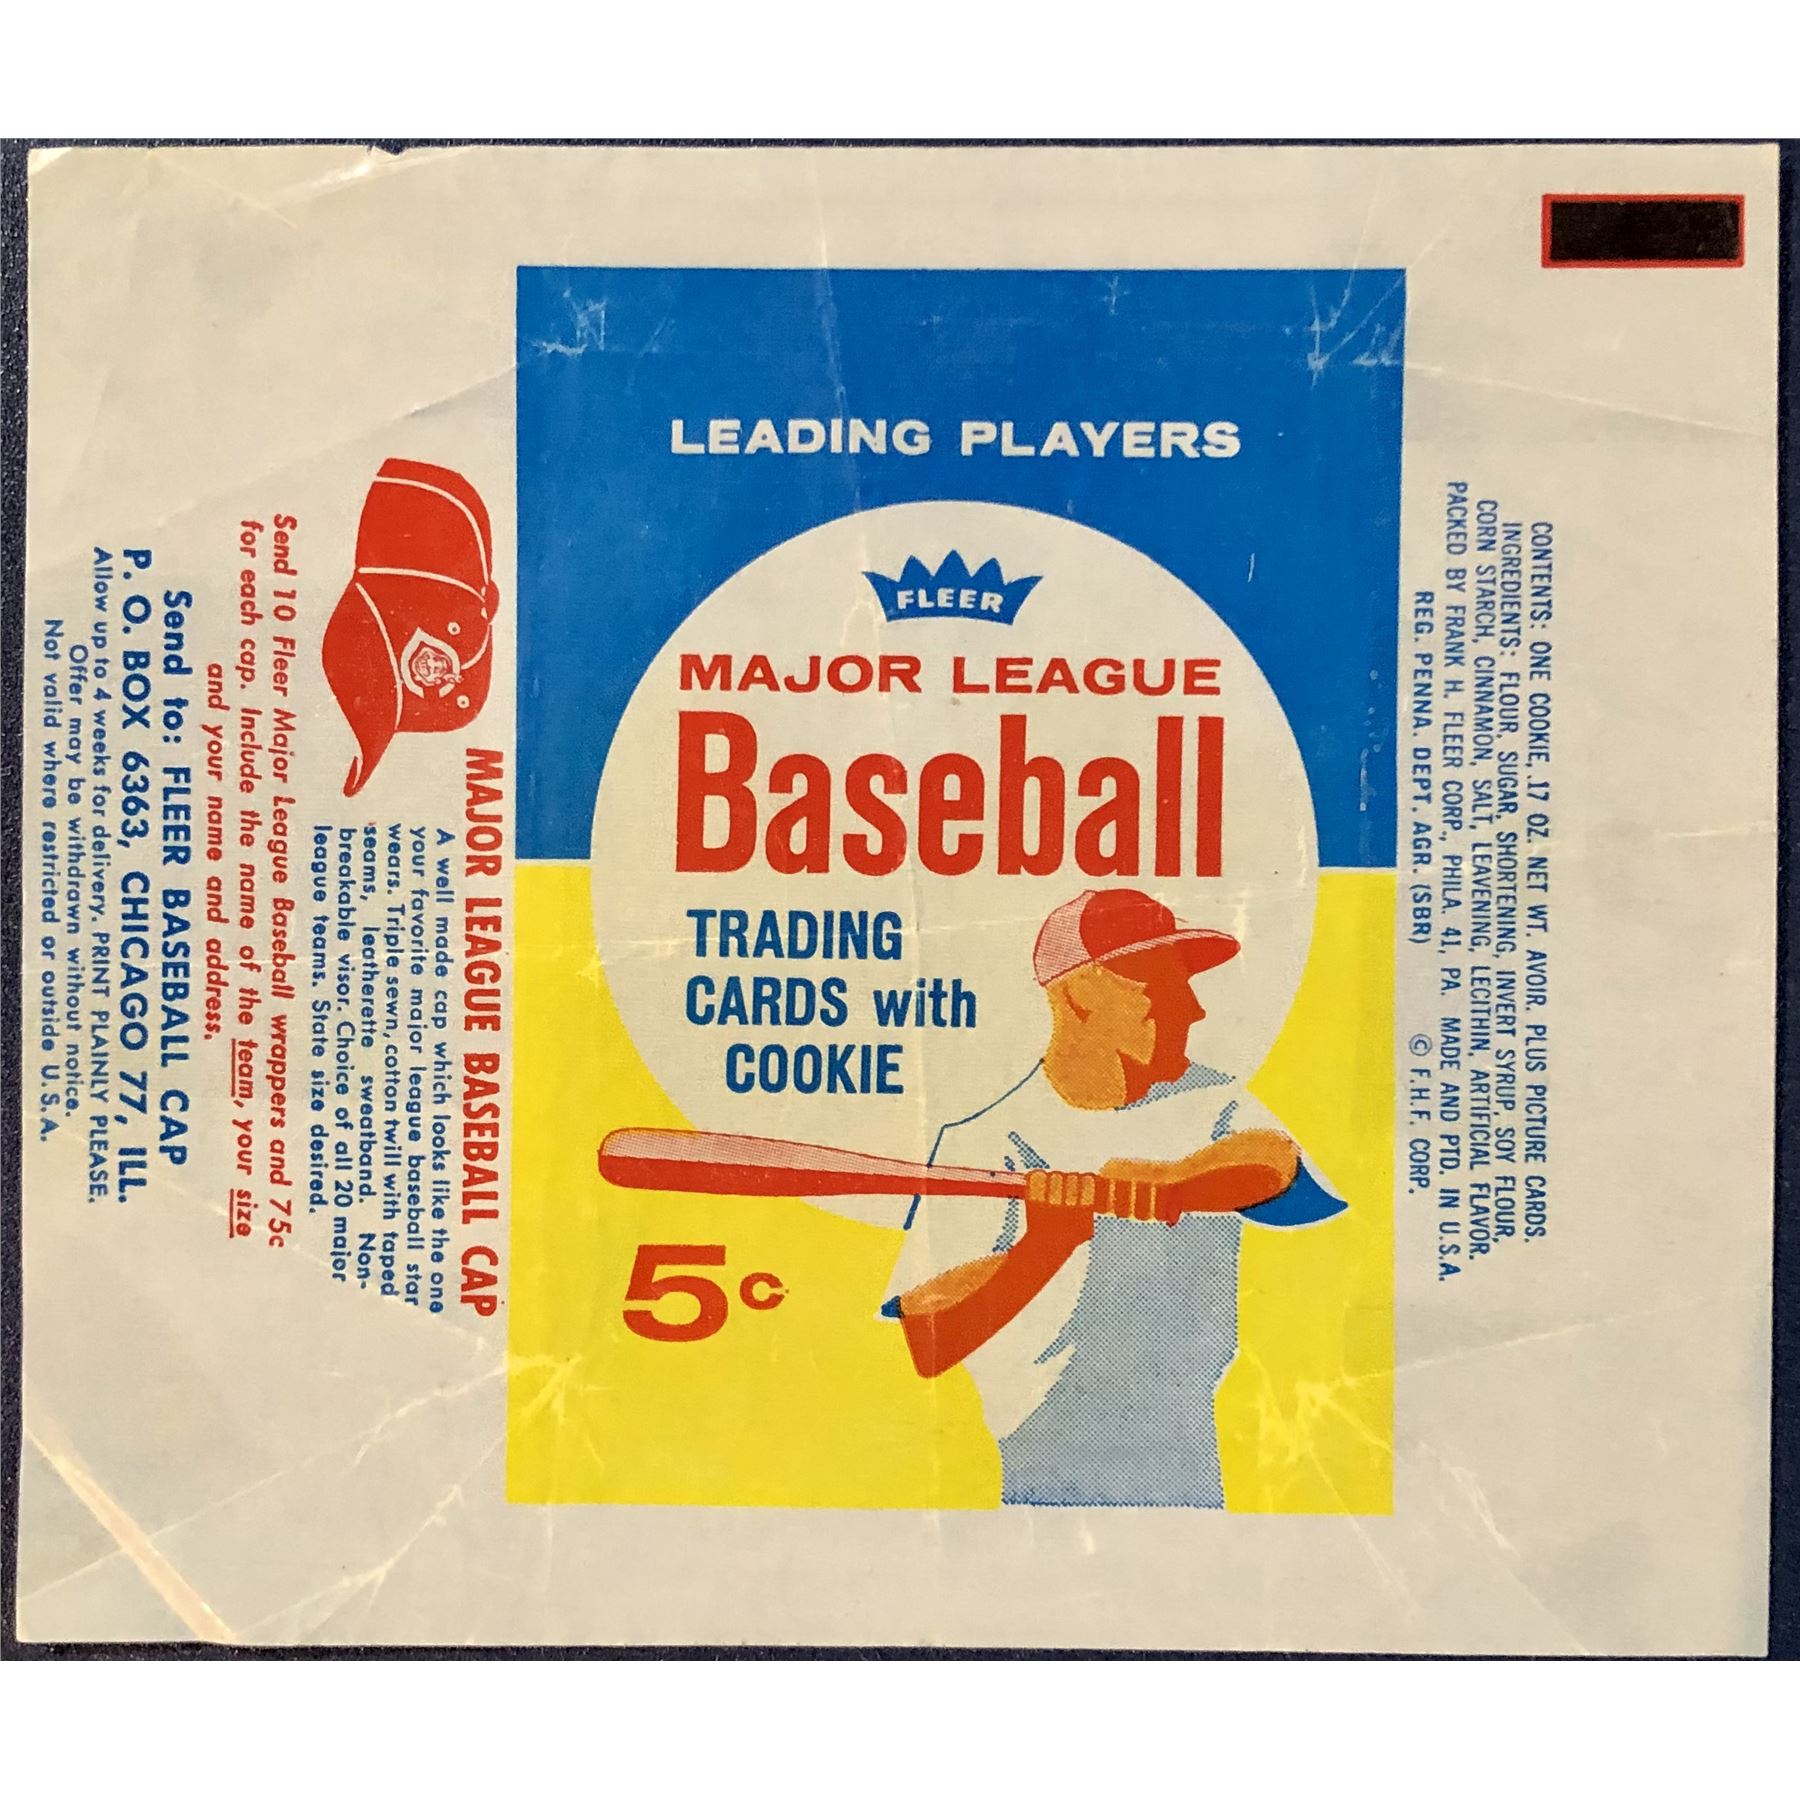 LEADING PLAYERS
FLEER
MAJOR LEAGUE
Baseball
TRADING
CARDS with
COOKIE
5¢
MAJOR LEAGUE BASEBALL CAP
A well made cap which looks like the one
your favorite major league baseball star
wears. Triple sewn, cotton twill with taped
seams, leatherette sweatband. Non-
breakable visor. Choice of all 20 major
league teams. State size desired.
Send 10 Fleer Major League Baseball wrappers and 75c
for each cap. Include the name of the team, your size
and your name and address.
Send to: FLEER BASEBALL CAP
P. O. BOX 6363, CHICAGO 77, ILL.
Allow up to 4 weeks for delivery. PRINT PLAINLY PLEASE.
Offer may be withdrawn without notice.
Not valid where restricted or outside U.S.A.
CONTENTS: ONE COOKIE, .17 OZ. NET WT. AVOIR. PLUS PICTURE CARDS.
INGREDIENTS: FLOUR, SUGAR, SHORTENING, INVERT SYRUP, SOY FLOUR,
CORN STARCH, CINNAMON, SALT, LEAVENING, LECITHIN, ARTIFICIAL FLAVOR.
PACKED BY FRANK H. FLEER CORP., PHILA. 41, PA. MADE AND PTD. IN U.S.A.
REG. PENNA. DEPT. AGR. (SBR) © F.H.F. CORP.